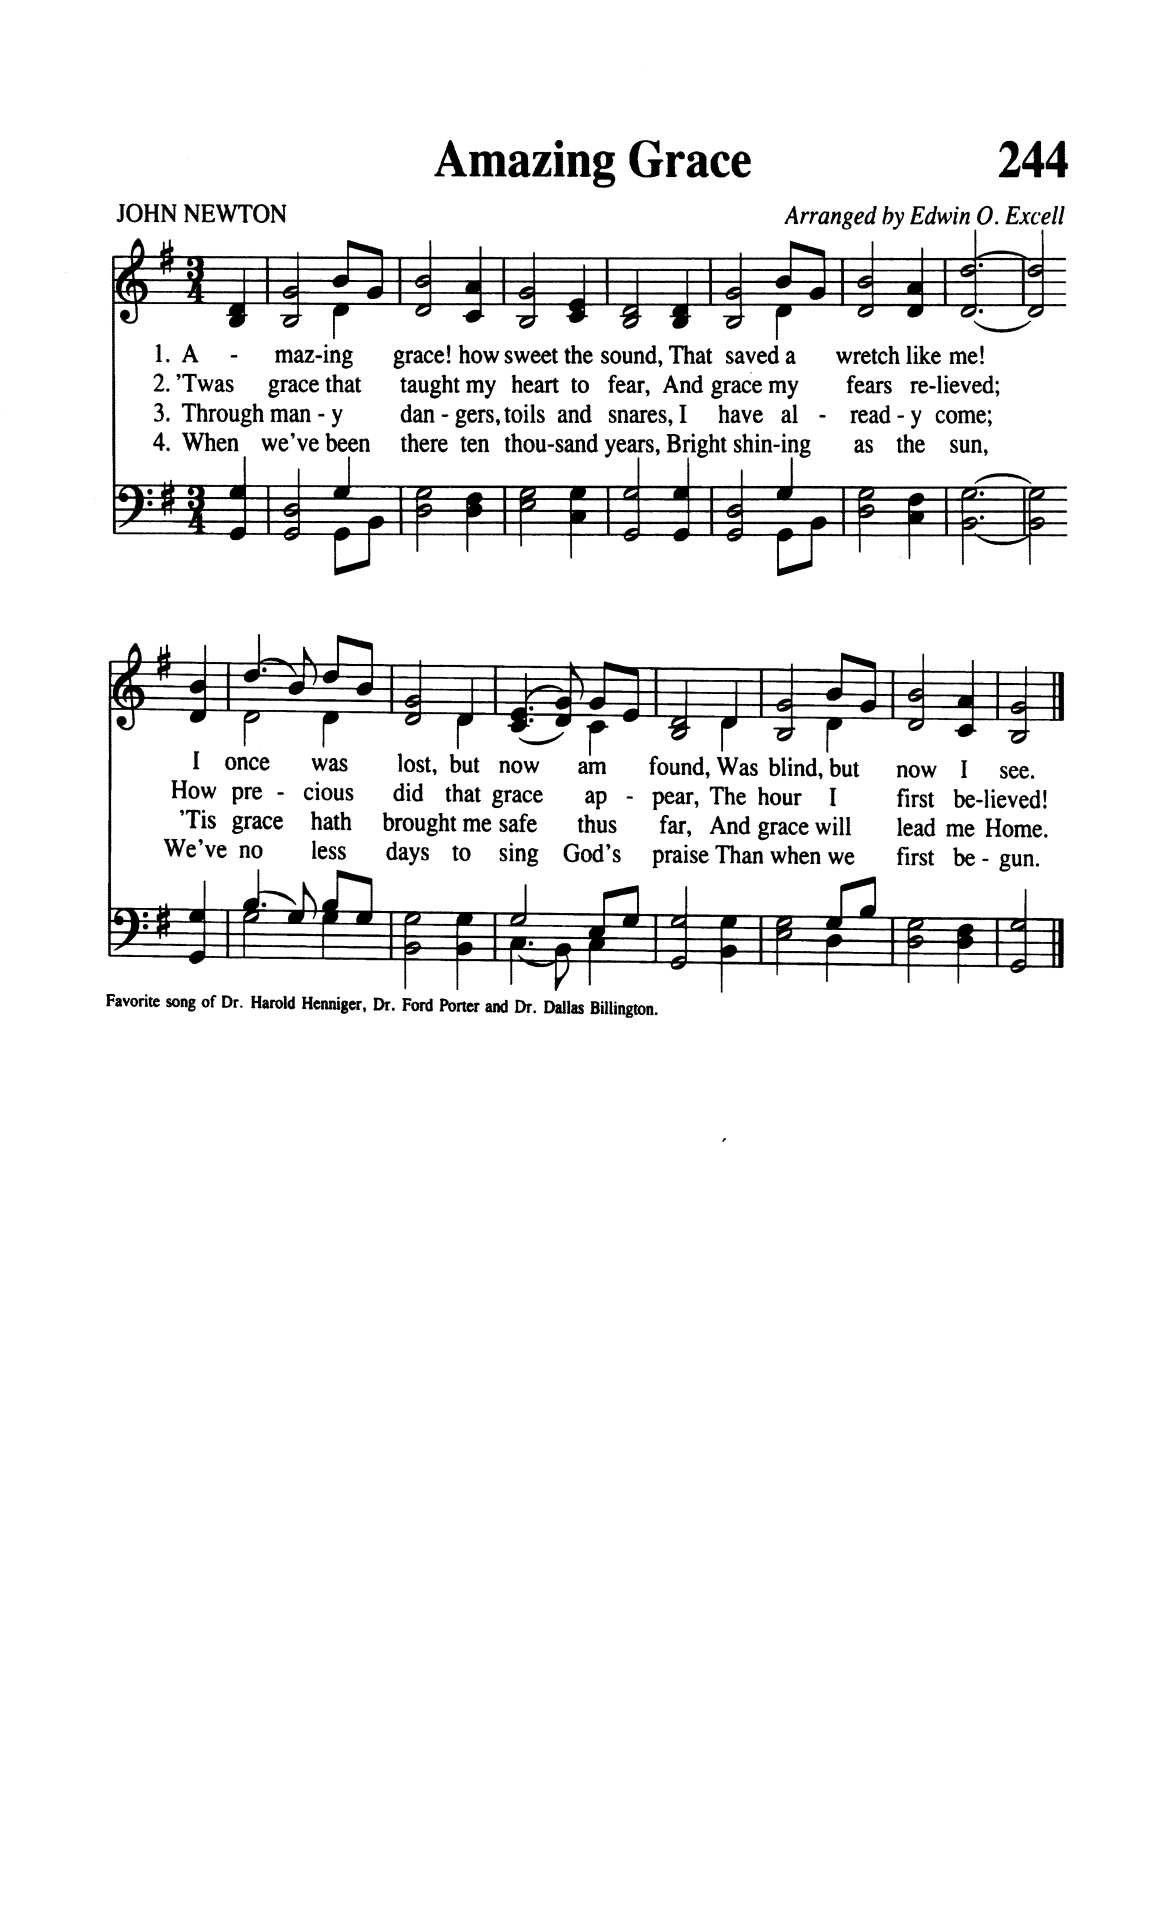 Amazing Grace 244
JOHN NEWTON Arranged by Edwin O. Excell
1. A - maz-ing grace! how sweet the sound, That saved a wretch like me!
2. ’Twas grace that taught my heart to fear, And grace my fears re-lieved;
3. Through man - y dan - gers, toils and snares, I have al - read - y come;
4. When we’ve been there ten thou-sand years, Bright shin-ing as the sun,
I once was lost, but now am found, Was blind, but now I see.
How pre - cious did that grace ap - pear, The hour I first be-lieved!
’Tis grace hath brought me safe thus far, And grace will lead me Home.
We’ve no less days to sing God’s praise Than when we first be - gun.
Favorite song of Dr. Harold Henniger, Dr. Ford Porter and Dr. Dallas Billington.